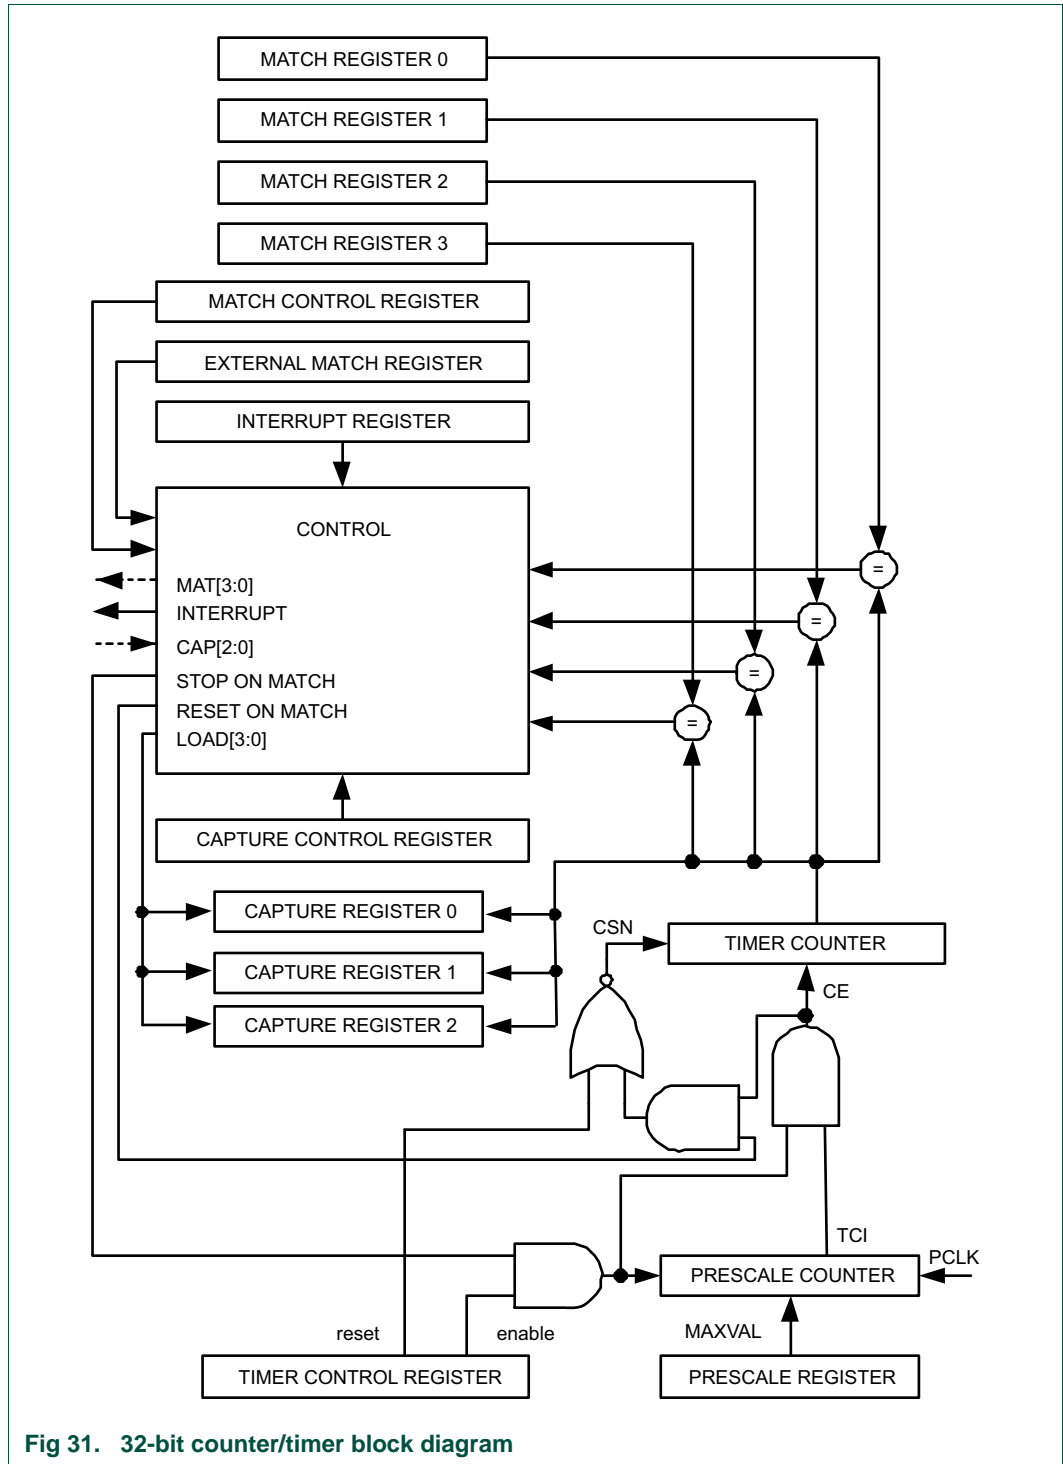 MATCH REGISTER 0
MATCH REGISTER 1
MATCH REGISTER 2
MATCH REGISTER 3
MATCH CONTROL REGISTER
EXTERNAL MATCH REGISTER
INTERRUPT REGISTER
CONTROL
=
=
=
=
MAT[3:0]
INTERRUPT
CAP[2:0]
STOP ON MATCH
RESET ON MATCH
LOAD[3:0]
CAPTURE CONTROL REGISTER
CAPTURE REGISTER 0
CAPTURE REGISTER 1
CAPTURE REGISTER 2
CSN
TIMER COUNTER
CE
TCI
PCLK
PRESCALE COUNTER
reset
enable
MAXVAL
TIMER CONTROL REGISTER
PRESCALE REGISTER
Fig 31. 32-bit counter/timer block diagram